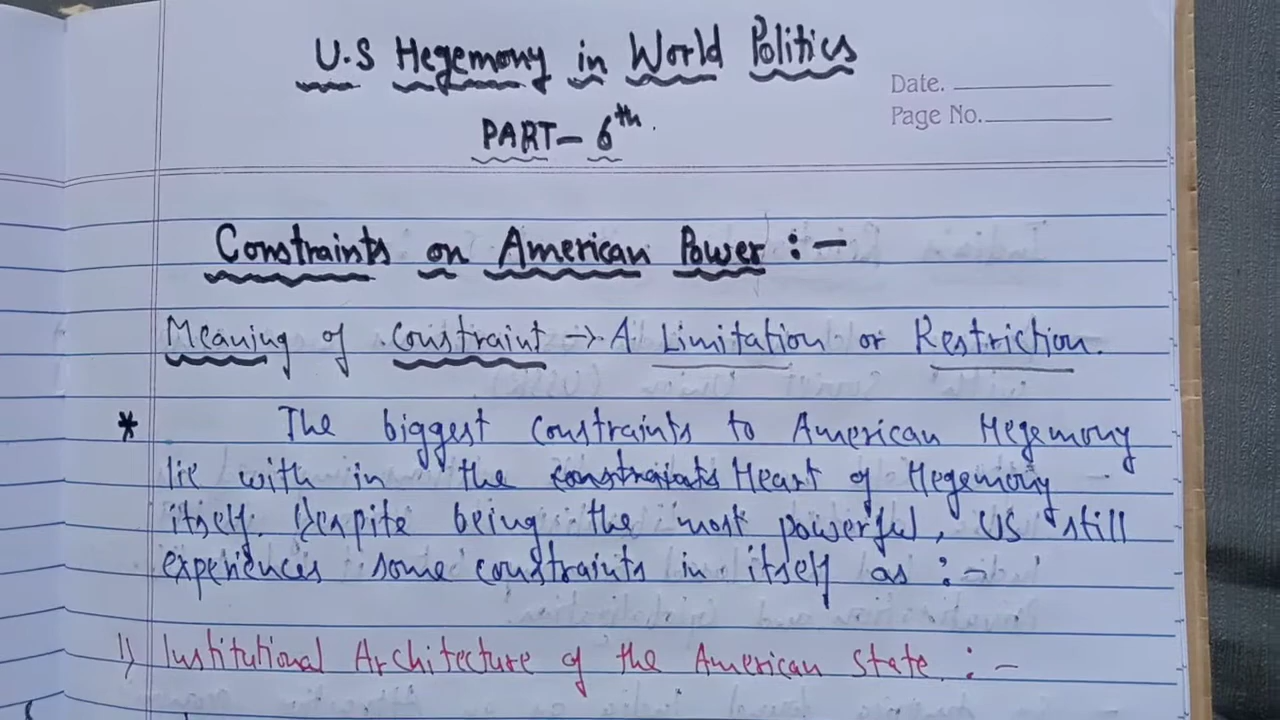 U.S Hegemony in World Politics
Date.
Page No.
PART- 6th.
Constraints on American Power :-
Meaning of Constraint → A Limitation or Restriction.
* The biggest constraints to American Hegemony
lie with in the constraints Heart of Hegemony
itself. Despite being the most powerful, US still
experiences some constraints in itself as :-
1) Institutional Architecture of the American State. :-